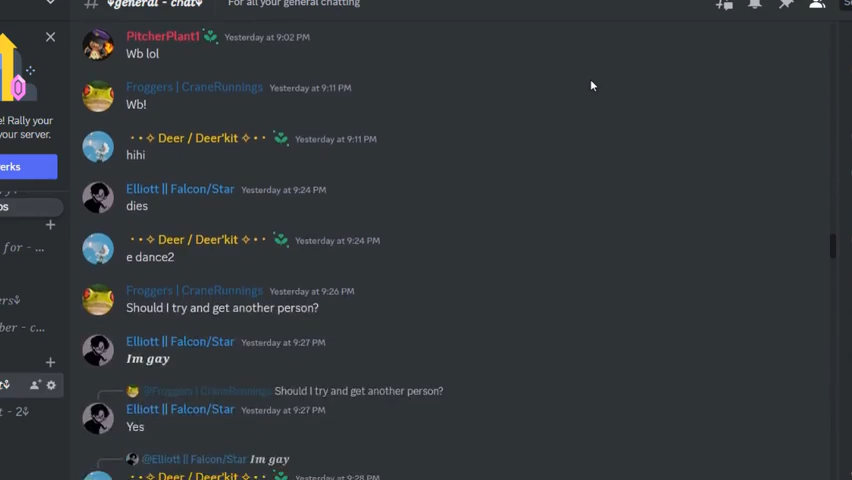 # ༄general - chat༄ For all your general chatting
PitcherPlant1 Yesterday at 9:02 PM
Wb lol
Froggers | CraneRunnings Yesterday at 9:11 PM
Wb!
• • ✧ Deer / Deer'kit ✧ • • Yesterday at 9:11 PM
hihi
Elliott || Falcon/Star Yesterday at 9:24 PM
dies
• • ✧ Deer / Deer'kit ✧ • • Yesterday at 9:24 PM
e dance2
Froggers | CraneRunnings Yesterday at 9:26 PM
Should I try and get another person?
Elliott || Falcon/Star Yesterday at 9:27 PM
Im gay
@Froggers | CraneRunnings Should I try and get another person?
Elliott || Falcon/Star Yesterday at 9:27 PM
Yes
@Elliott || Falcon/Star Im gay
• • ✧ Deer / Deer'kit ✧ • • Yesterday at 9:28 PM
e! Rally your
your server.
erks
for - ...
ber - c...
t - 2